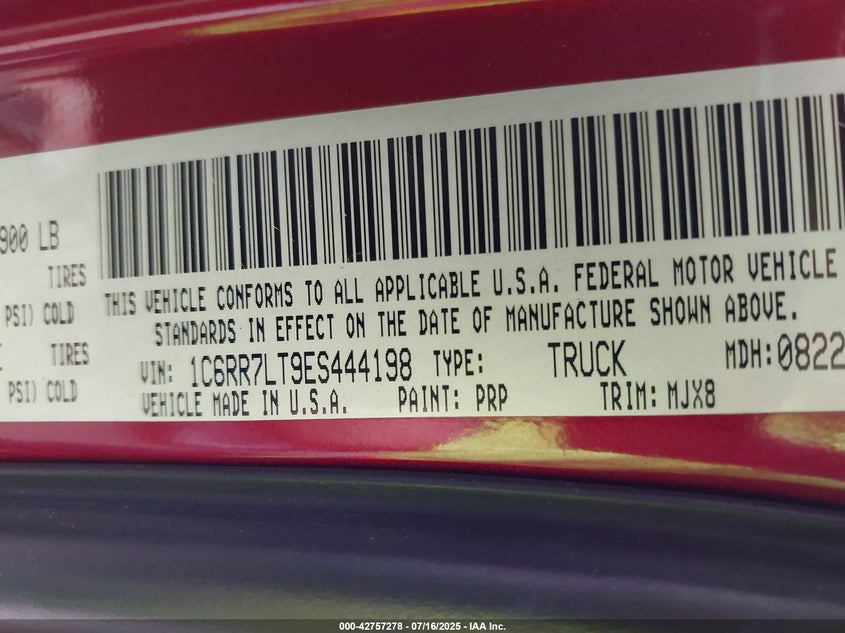 900 LB
TIRES
PSI) COLD
TIRES
PSI) COLD
THIS VEHICLE CONFORMS TO ALL APPLICABLE U.S.A. FEDERAL MOTOR VEHICLE
STANDARDS IN EFFECT ON THE DATE OF MANUFACTURE SHOWN ABOVE.
VIN: 1C6RR7LT9ES444198 TYPE: TRUCK MDH:0822
VEHICLE MADE IN U.S.A. PAINT: PRP TRIM: MJX8
000-42757278 - 07/16/2025 - IAA Inc.